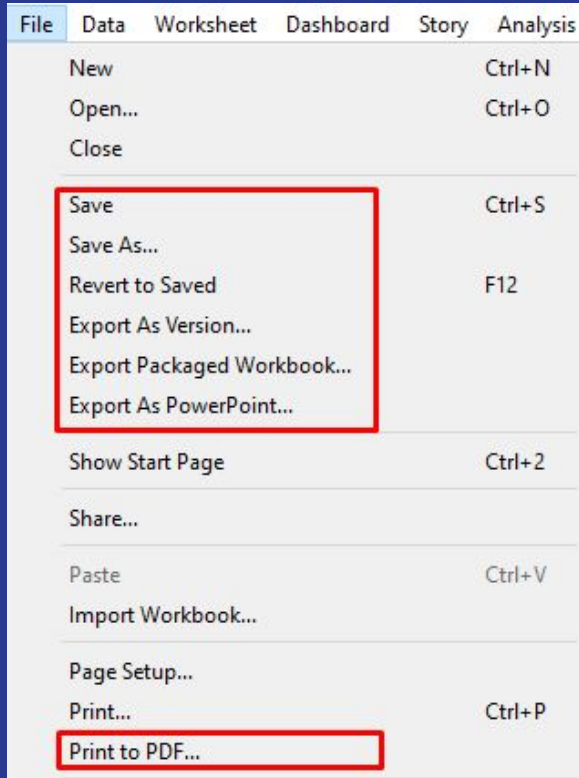 File Data Worksheet Dashboard Story Analysis
New Ctrl+N
Open... Ctrl+O
Close
Save Ctrl+S
Save As...
Revert to Saved F12
Export As Version...
Export Packaged Workbook...
Export As PowerPoint...
Show Start Page Ctrl+2
Share...
Paste Ctrl+V
Import Workbook...
Page Setup...
Print... Ctrl+P
Print to PDF...